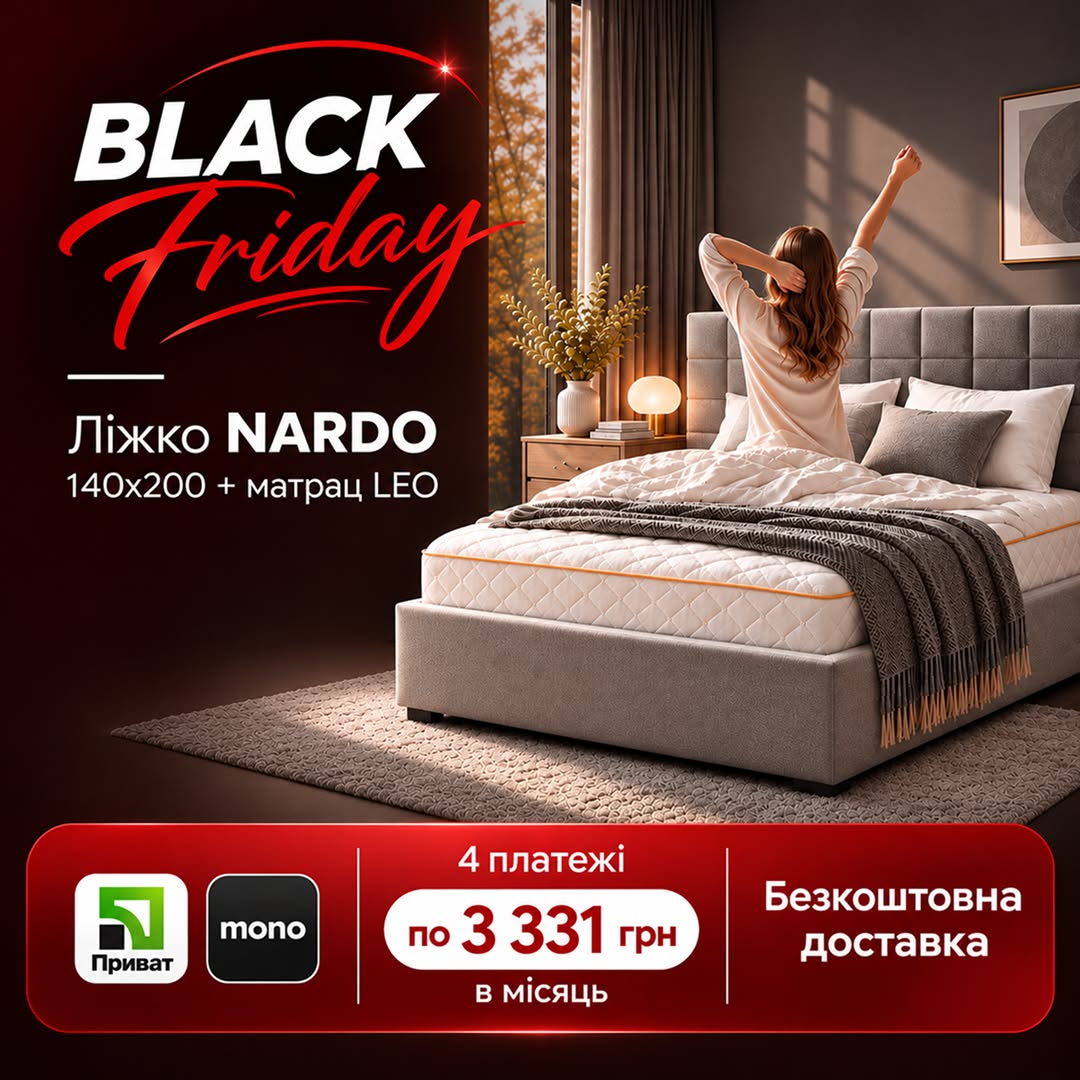 BLACK
Friday
Ліжко NARDO
140x200 + матрац LEO
Приват
mono
4 платежі
по 3 331 грн
в місяць
Безкоштовна
доставка